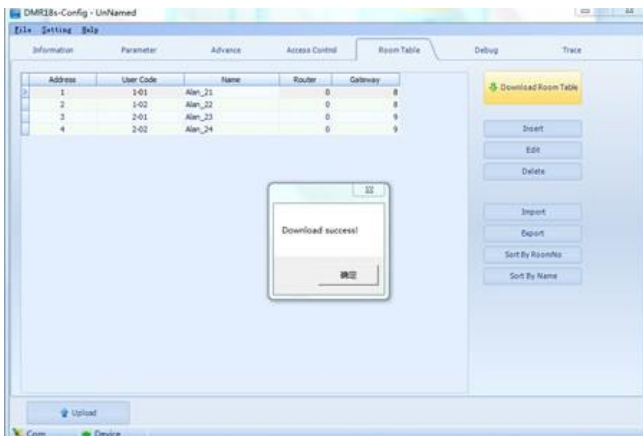 DMR18s-Config - UnNamed
File Setting Help
Information Parameter Advance Access Control Room Table Debug Trace
Address User Code Name Router Gateway
1 1-01 Alan_21 0 8
2 1-02 Alan_22 0 8
3 2-01 Alan_23 0 9
4 2-02 Alan_24 0 9
Download Room Table
Insert
Edit
Delete
Download success!
确定
Import
Export
Sort By RoomNo
Sort By Name
Upload
Com Device